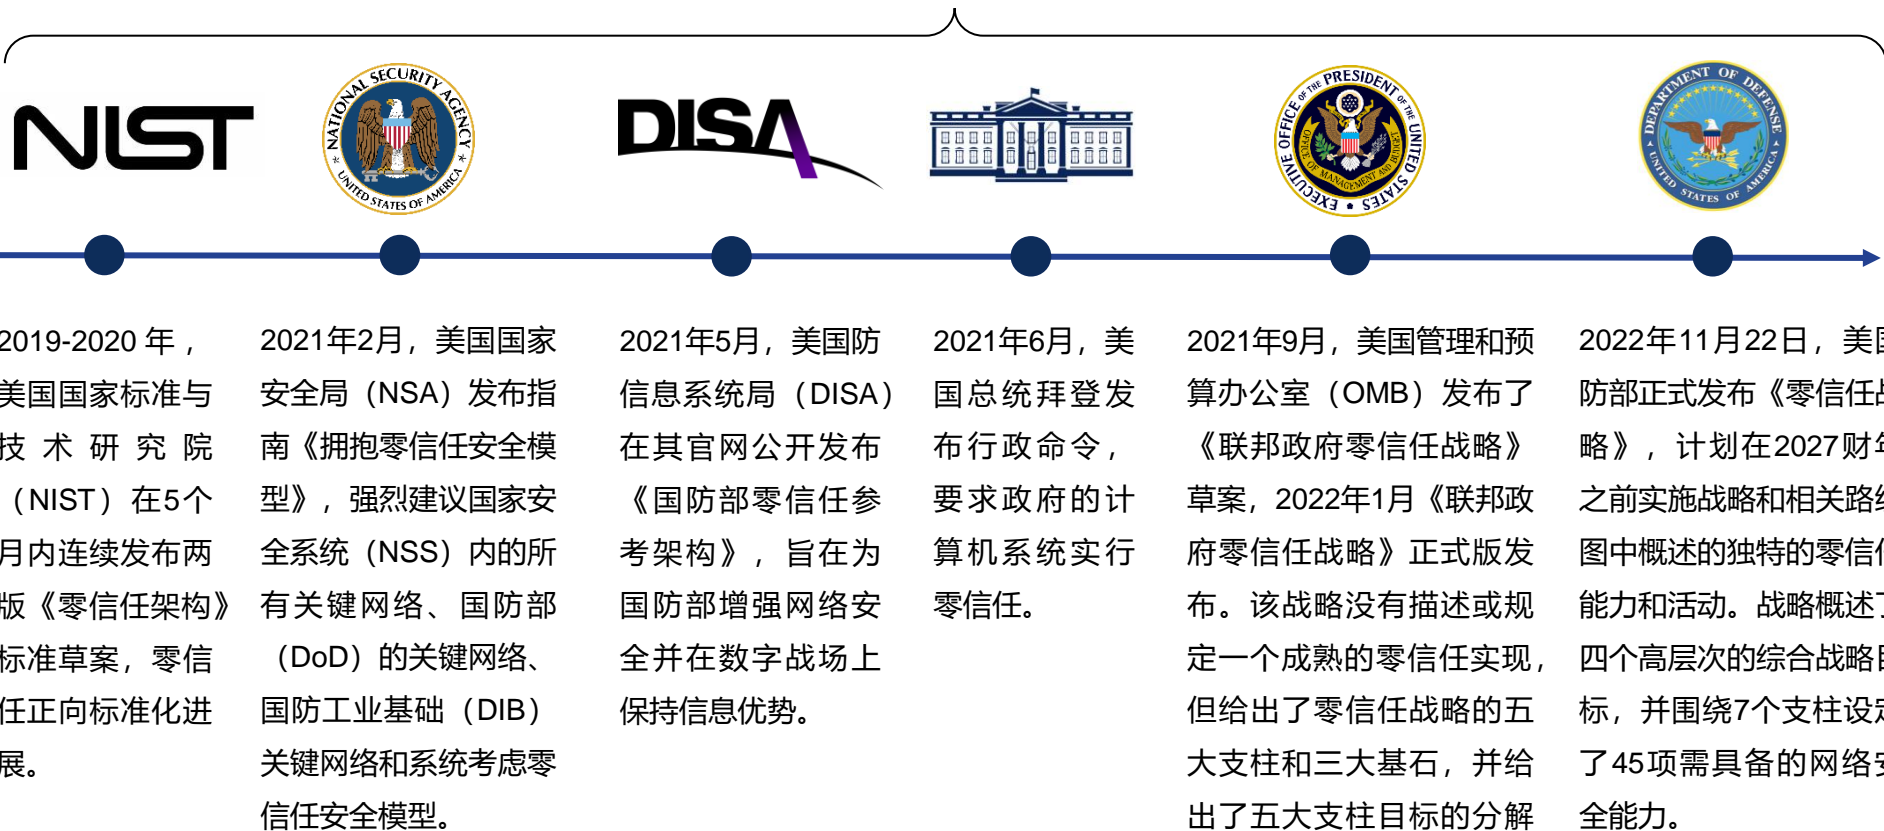 NIST
NATIONAL SECURITY AGENCY
UNITED STATES OF AMERICA
DISA
EXECUTIVE OFFICE OF THE PRESIDENT OF THE UNITED STATES
OFFICE OF MANAGEMENT AND BUDGET
DEPARTMENT OF DEFENSE
UNITED STATES OF AMERICA
2019-2020 年，
美国国家标准与
技术研究院
（NIST）在5个
月内连续发布两
版《零信任架构》
标准草案，零信
任正向标准化进
展。
2021年2月，美国国家
安全局（NSA）发布指
南《拥抱零信任安全模
型》，强烈建议国家安
全系统（NSS）内的所
有关键网络、国防部
（DoD）的关键网络、
国防工业基础（DIB）
关键网络和系统考虑零
信任安全模型。
2021年5月，美国防
信息系统局（DISA）
在其官网公开发布
《国防部零信任参
考架构》，旨在为
国防部增强网络安
全并在数字战场上
保持信息优势。
2021年6月，美
国总统拜登发
布行政命令，
要求政府的计
算机系统实行
零信任。
2021年9月，美国管理和预
算办公室（OMB）发布了
《联邦政府零信任战略》
草案，2022年1月《联邦政
府零信任战略》正式版发
布。该战略没有描述或规
定一个成熟的零信任实现，
但给出了零信任战略的五
大支柱和三大基石，并给
出了五大支柱目标的分解
2022年11月22日，美国
防部正式发布《零信任战
略》，计划在2027财年
之前实施战略和相关路线
图中概述的独特的零信任
能力和活动。战略概述了
四个高层次的综合战略目
标，并围绕7个支柱设定
了45项需具备的网络安
全能力。